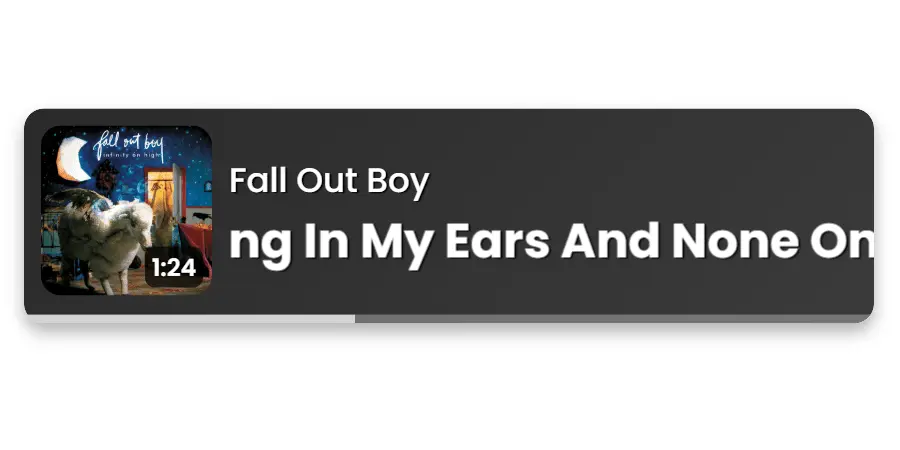 fall out boy
infinity on high
Fall Out Boy
ng In My Ears And None On
1:24